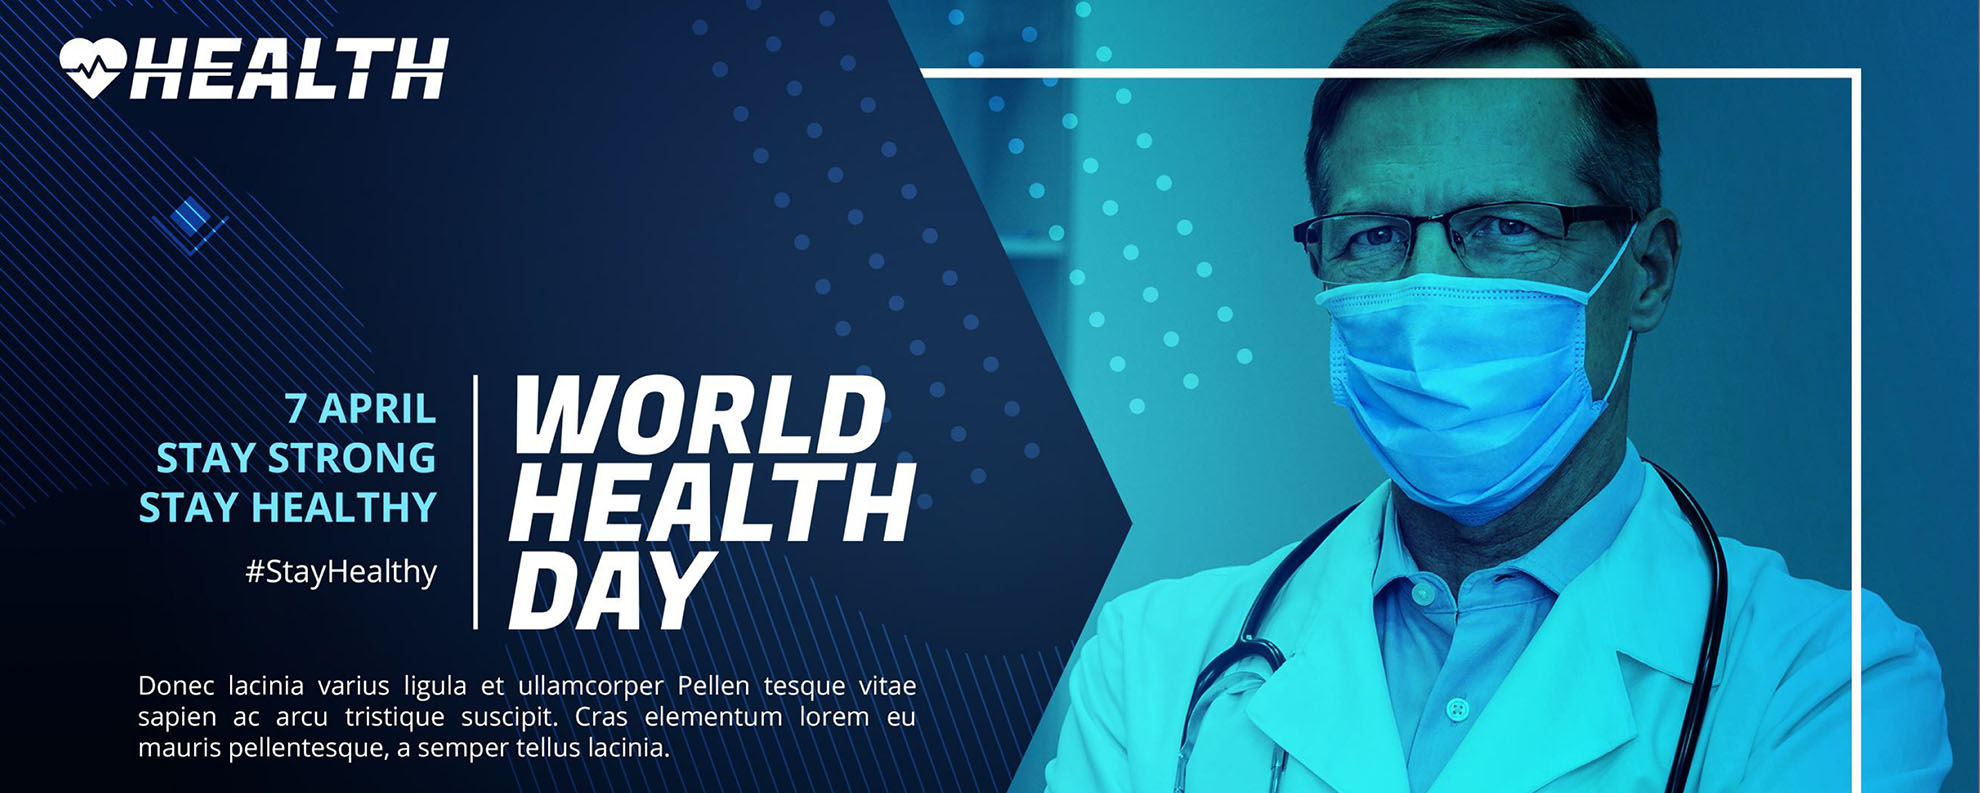 HEALTH
7 APRIL
STAY STRONG
STAY HEALTHY
#StayHealthy
WORLD
HEALTH
DAY
Donec lacinia varius ligula et ullamcorper Pellen tesque vitae
sapien ac arcu tristique suscipit. Cras elementum lorem eu
mauris pellentesque, a semper tellus lacinia.